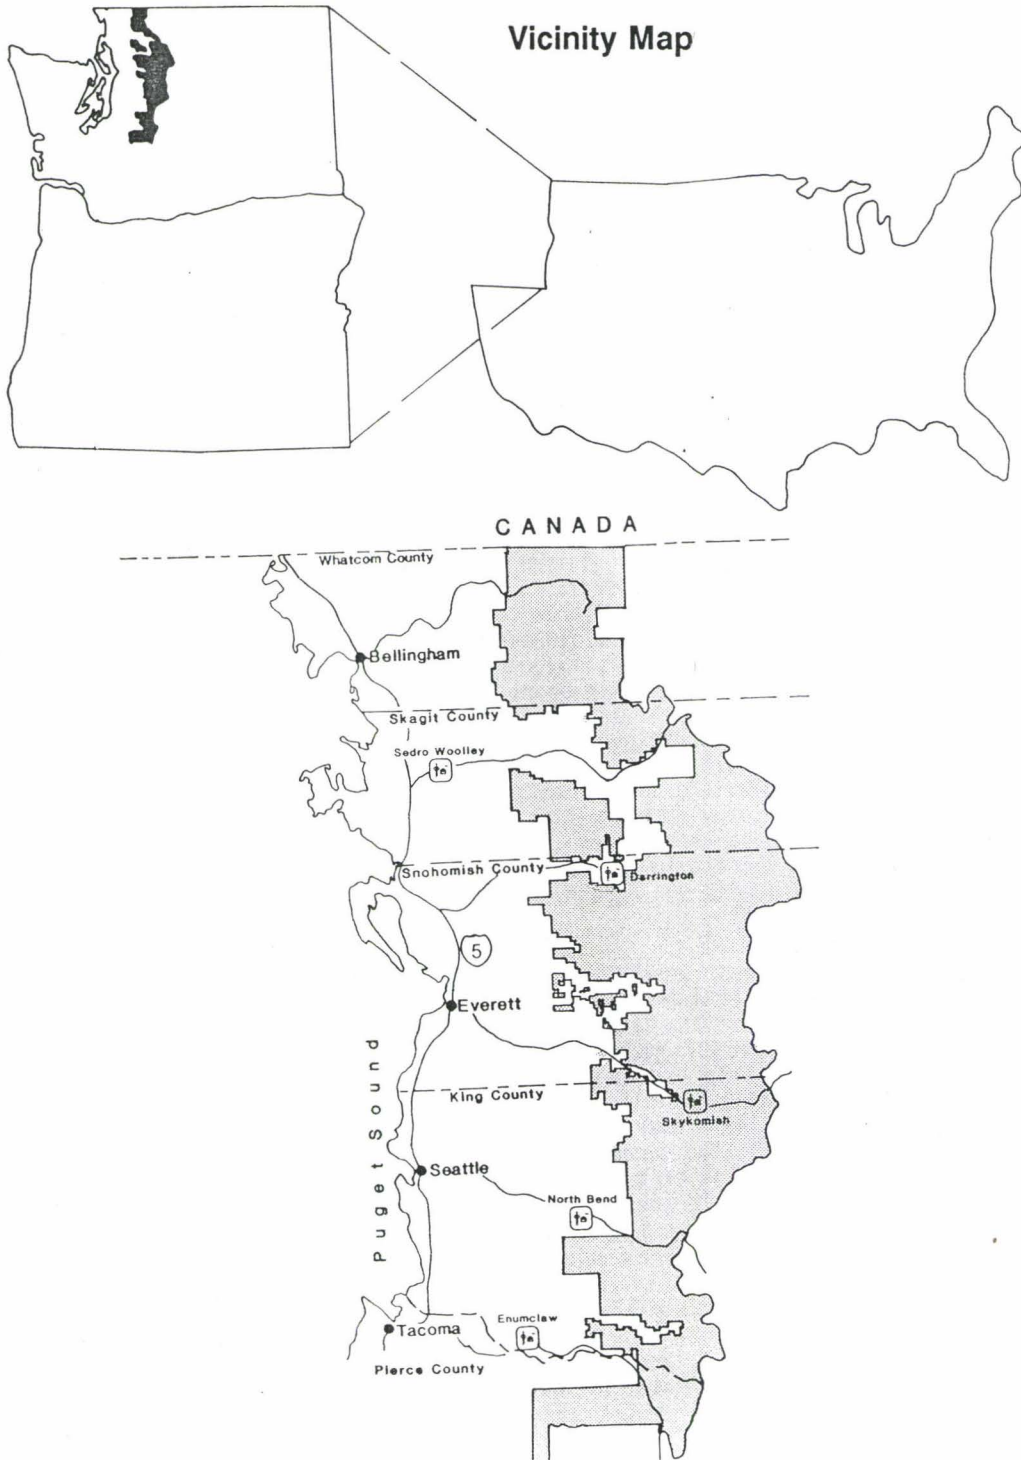 Vicinity Map
CANADA
Whatcom County
Bellingham
Skagit County
Sedro Woolley
Snohomish County
Darrington
5
Everett
King County
Skykomish
Puget Sound
Seattle
North Bend
Enumclaw
Tacoma
Pierce County